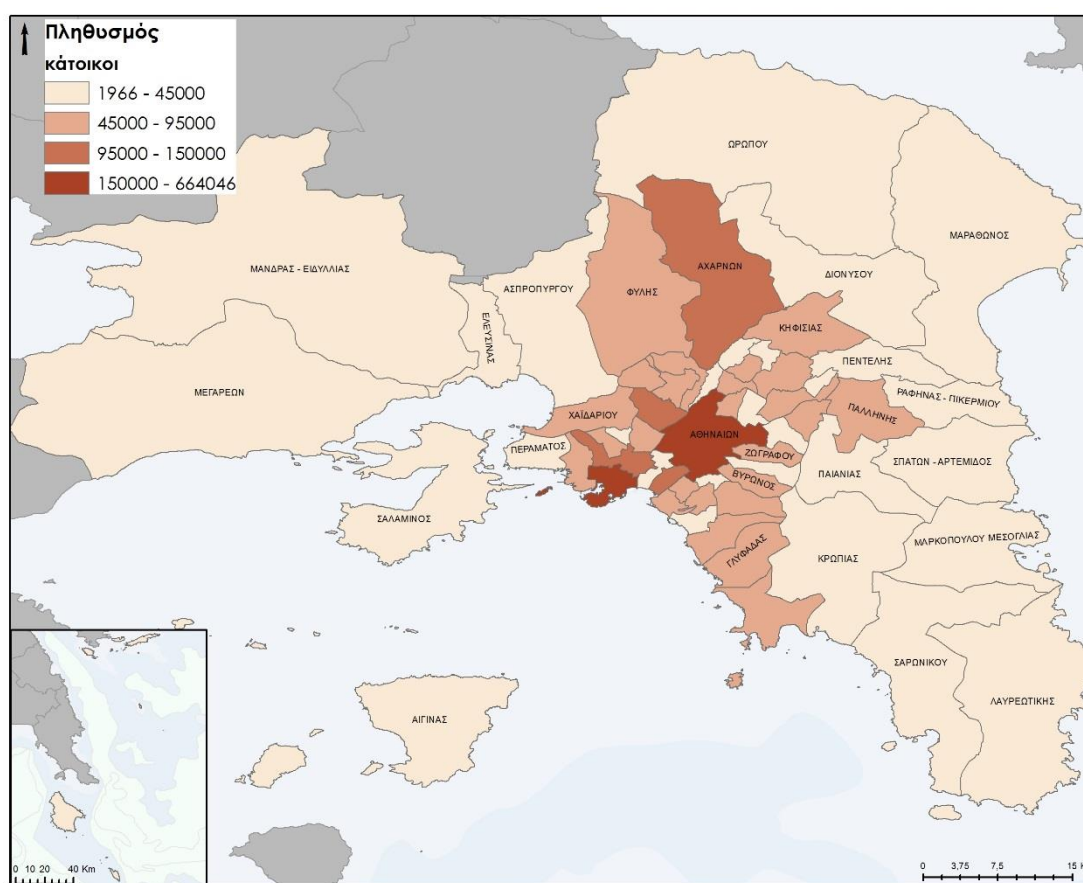 Πληθυσμός
κάτοικοι
1966 - 45000
45000 - 95000
95000 - 150000
150000 - 664046
ΩΡΩΠΟΥ
ΜΑΡΑΘΩΝΟΣ
ΜΑΝΔΡΑΣ - ΕΙΔΥΛΛΙΑΣ
ΑΧΑΡΝΩΝ
ΔΙΟΝΥΣΟΥ
ΑΣΠΡΟΠΥΡΓΟΥ
ΦΥΛΗΣ
ΕΛΕΥΣΙΝΑΣ
ΚΗΦΙΣΙΑΣ
ΠΕΝΤΕΛΗΣ
ΜΕΓΑΡΕΩΝ
ΡΑΦΗΝΑΣ - ΠΙΚΕΡΜΙΟΥ
ΠΑΛΛΗΝΗΣ
ΧΑΪΔΑΡΙΟΥ
ΑΘΗΝΑΙΩΝ
ΠΕΡΑΜΑΤΟΣ
ΖΩΓΡΑΦΟΥ
ΣΠΑΤΩΝ - ΑΡΤΕΜΙΔΟΣ
ΠΑΙΑΝΙΑΣ
ΒΥΡΩΝΟΣ
ΣΑΛΑΜΙΝΟΣ
ΜΑΡΚΟΠΟΥΛΟΥ ΜΕΣΟΓΑΙΑΣ
ΓΛΥΦΑΔΑΣ
ΚΡΩΠΙΑΣ
ΣΑΡΩΝΙΚΟΥ
ΛΑΥΡΕΩΤΙΚΗΣ
ΑΙΓΙΝΑΣ
0 10 20 40 Km
0 3,75 7,5 15